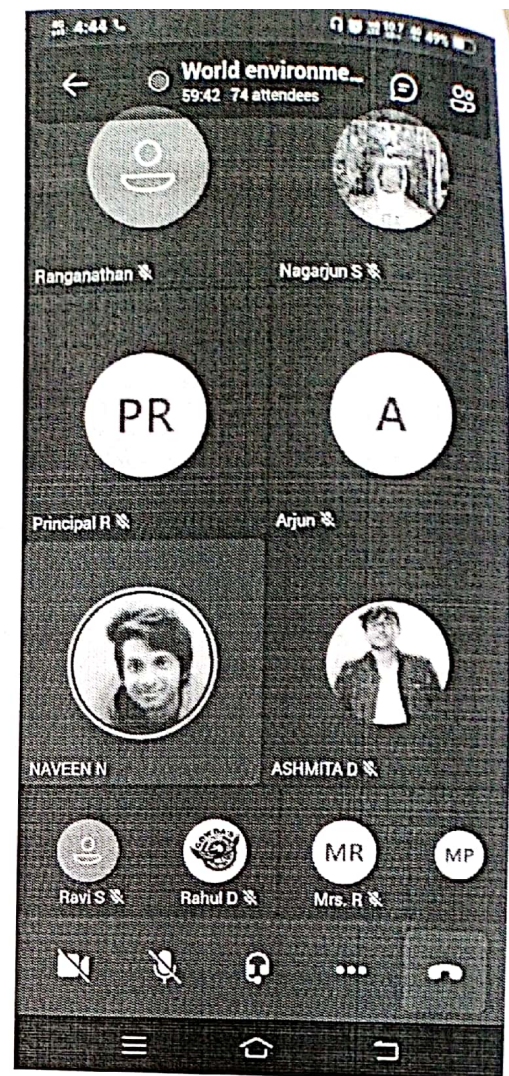 4:44
49%
World environme...
59:42 74 attendees
Ranganathan
Nagarjun S
PR
A
Principal R
Arjun
NAVEEN N
ASHMITA D
MR
MP
Ravi S
Rahul D
Mrs. R